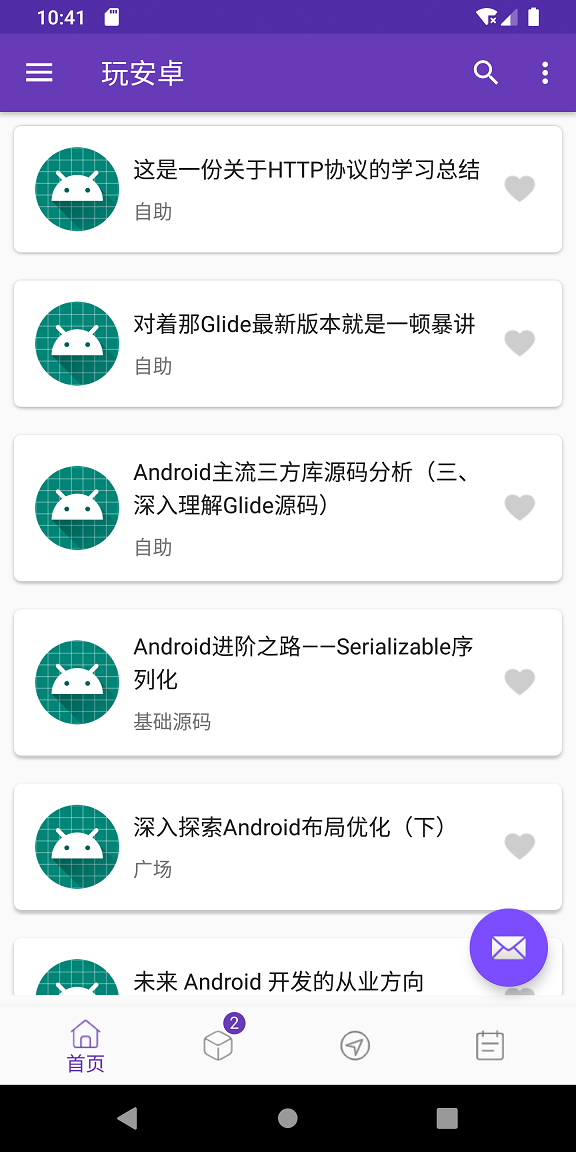 10:41
玩安卓
这是一份关于HTTP协议的学习总结
自助
对着那Glide最新版本就是一顿暴讲
自助
Android主流三方库源码分析（三、
深入理解Glide源码）
自助
Android进阶之路——Serializable序
列化
基础源码
深入探索Android布局优化（下）
广场
未来 Android 开发的从业方向
2
首页